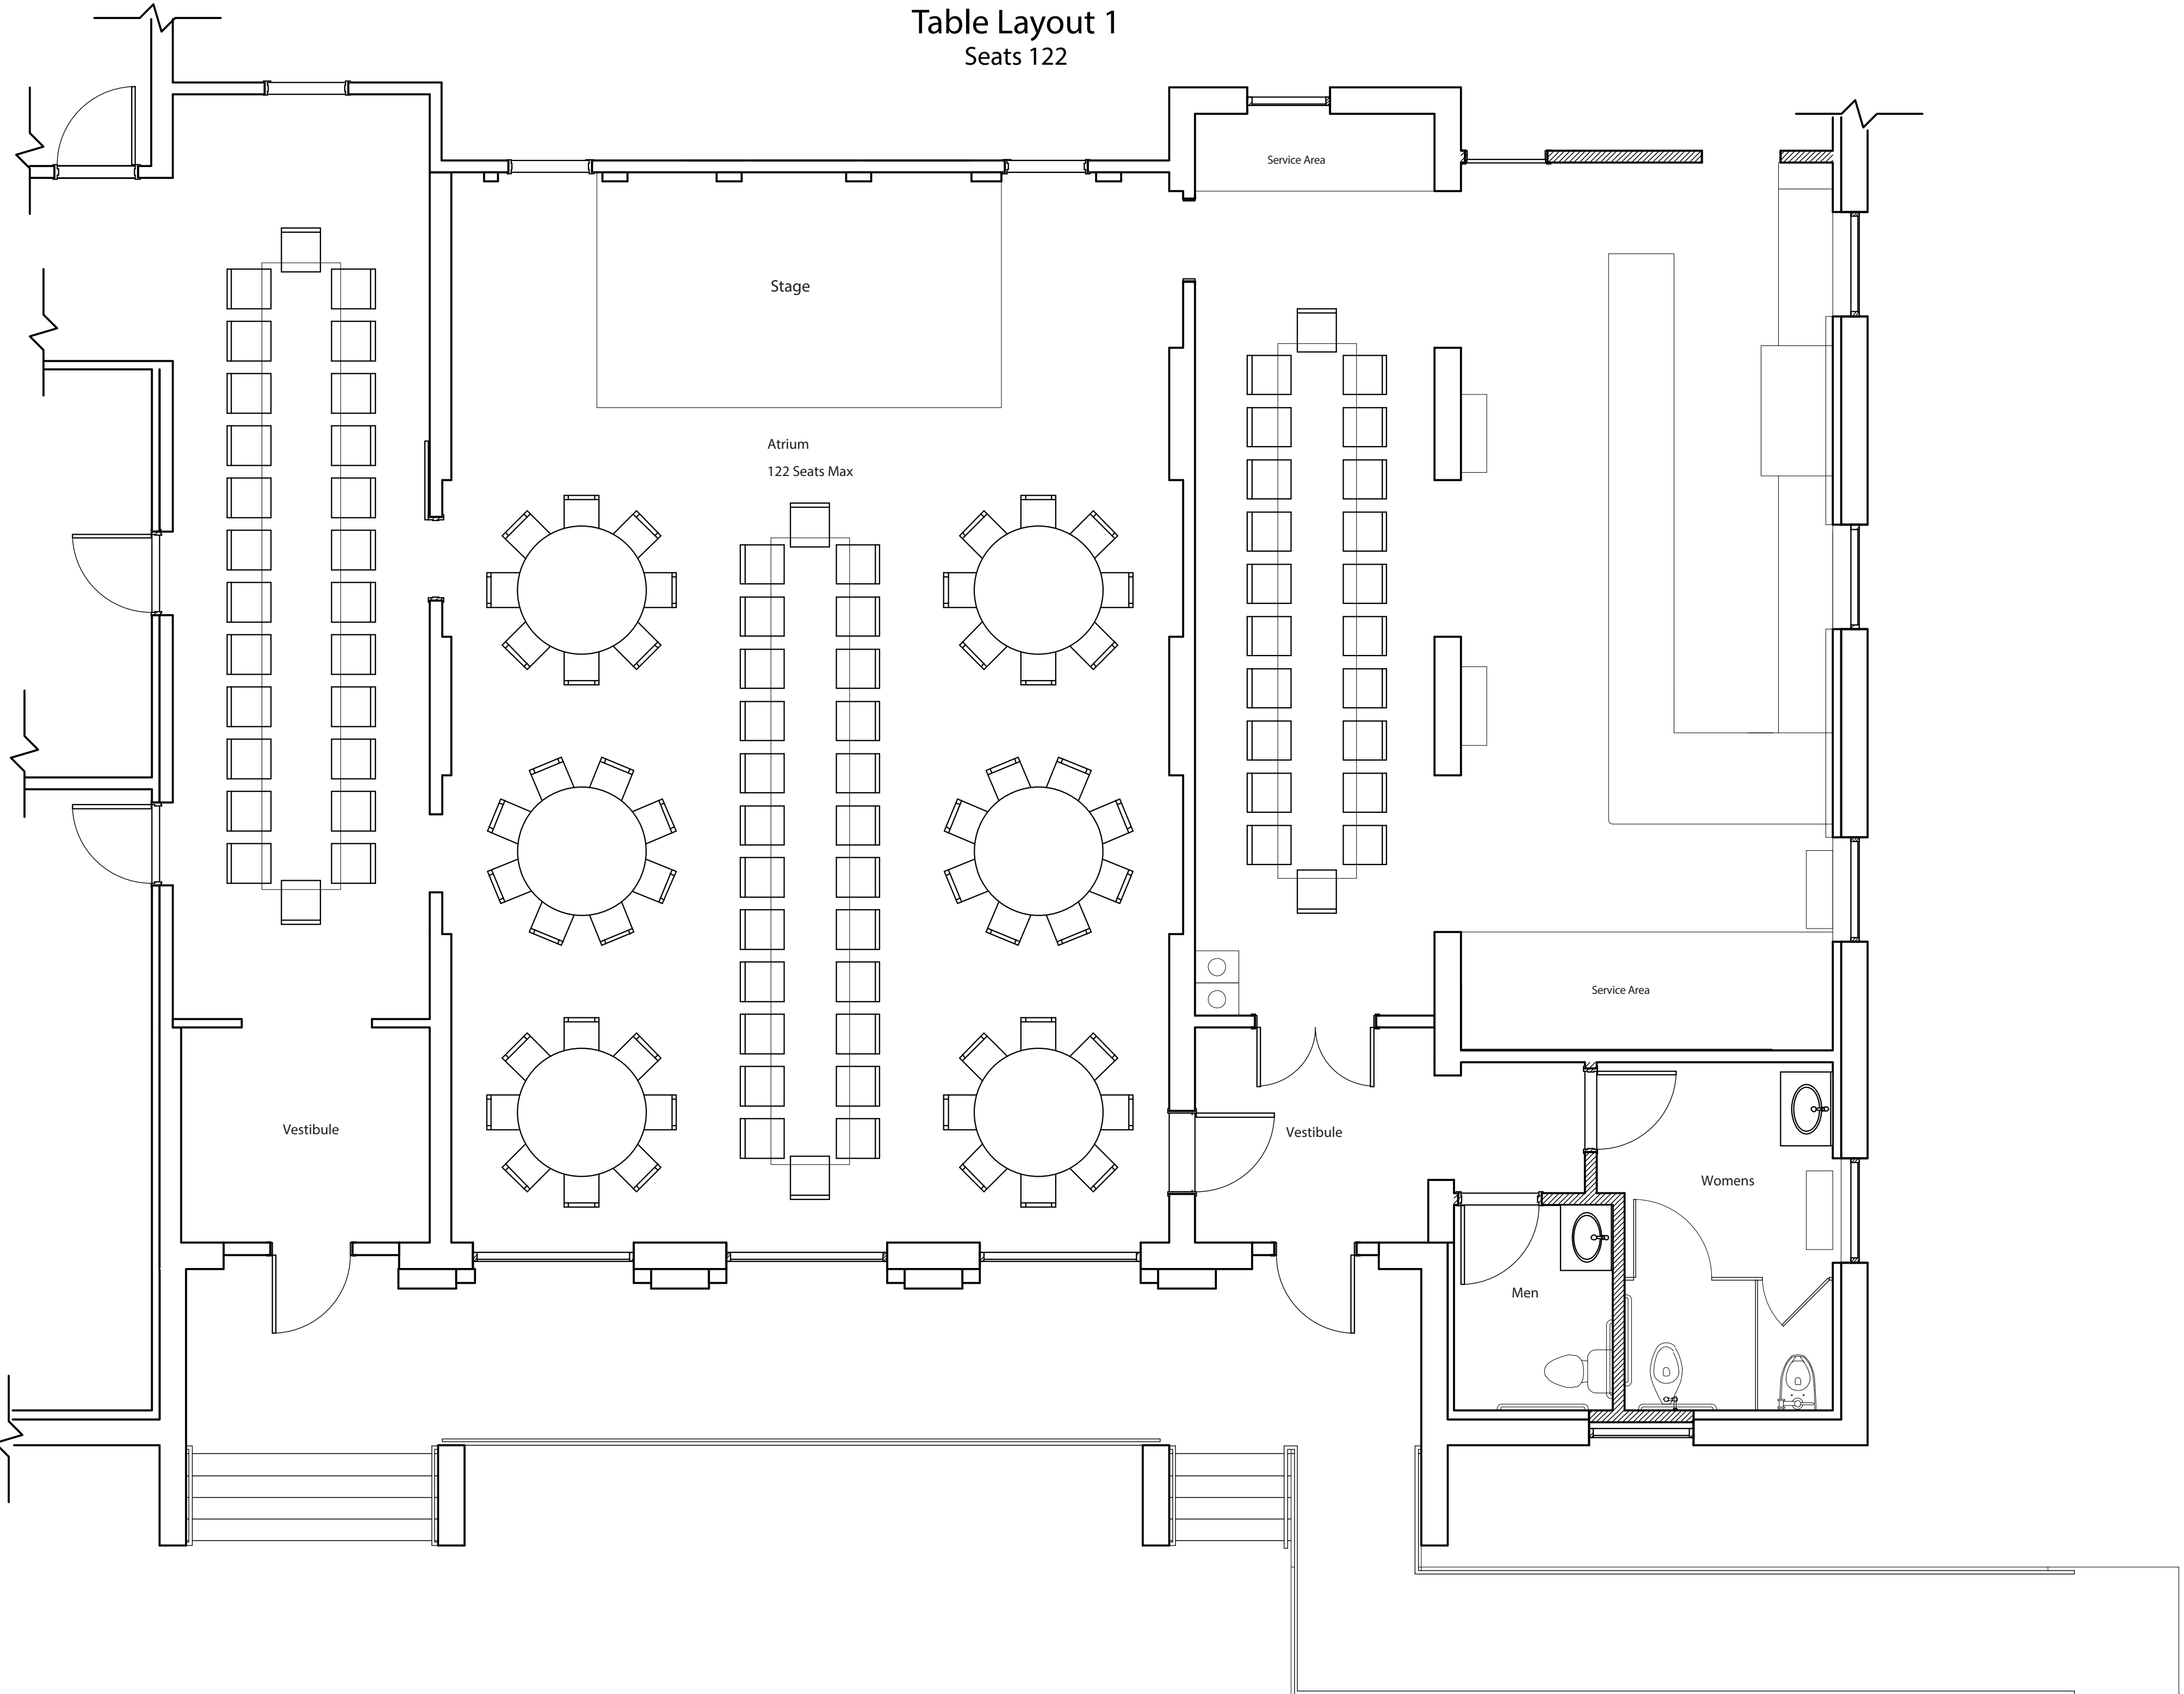 Table Layout 1
Seats 122
Service Area
Stage
Atrium
122 Seats Max
Service Area
Vestibule
Vestibule
Womens
Men